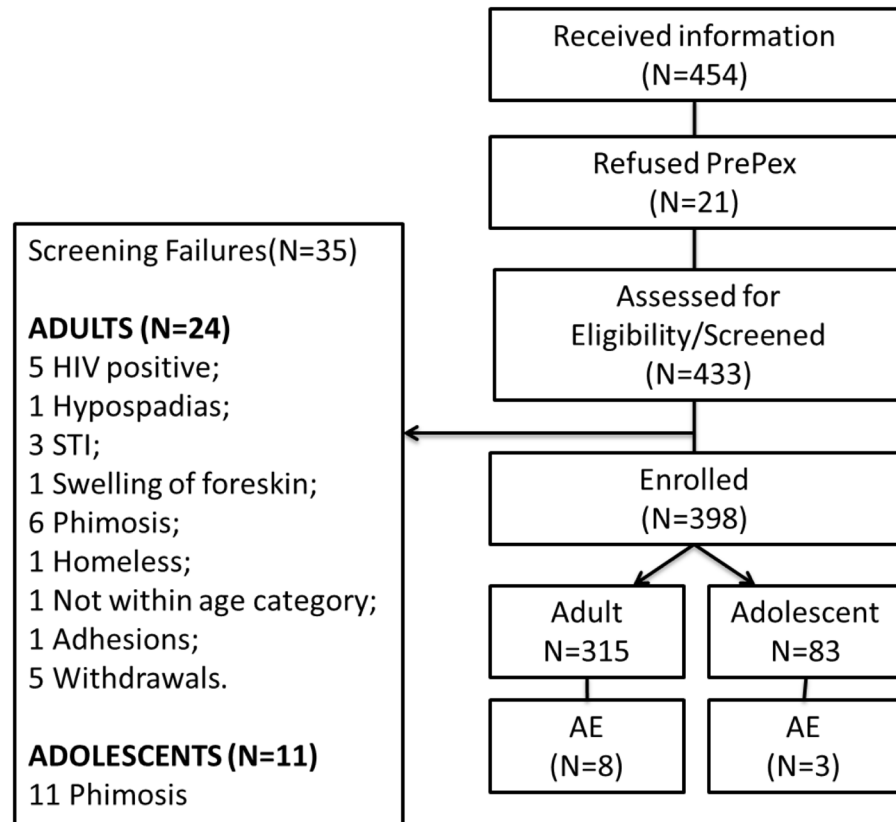 Received information
(N=454)
Refused PrePex
(N=21)
Assessed for
Eligibility/Screened
(N=433)
Screening Failures(N=35)
ADULTS (N=24)
5 HIV positive;
1 Hypospadias;
3 STI;
1 Swelling of foreskin;
6 Phimosis;
1 Homeless;
1 Not within age category;
1 Adhesions;
5 Withdrawals.
ADOLESCENTS (N=11)
11 Phimosis
Enrolled
(N=398)
Adult
N=315
Adolescent
N=83
AE
(N=8)
AE
(N=3)